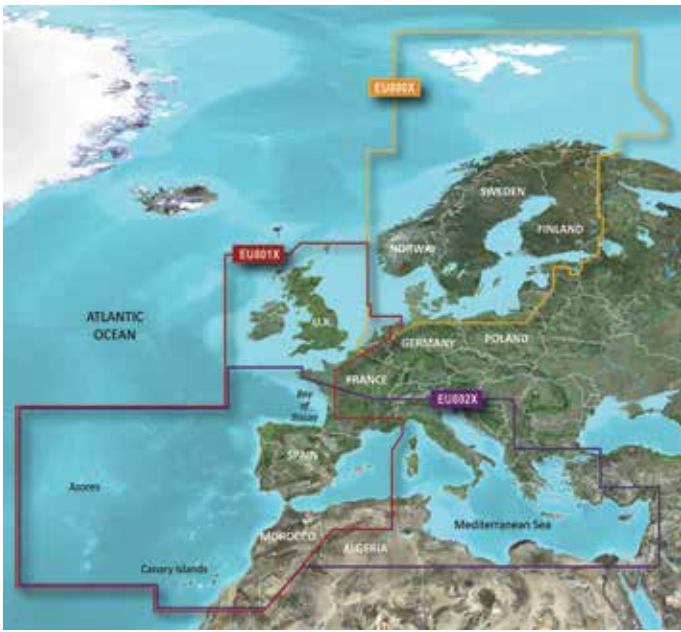 EU800X
SWEDEN
FINLAND
NORWAY
EU801X
ATLANTIC
OCEAN
U.K.
GERMANY
POLAND
FRANCE
EU802X
Bay
of
Biscay
SPAIN
Azores
Mediterranean Sea
MOROCCO
ALGERIA
Canary Islands